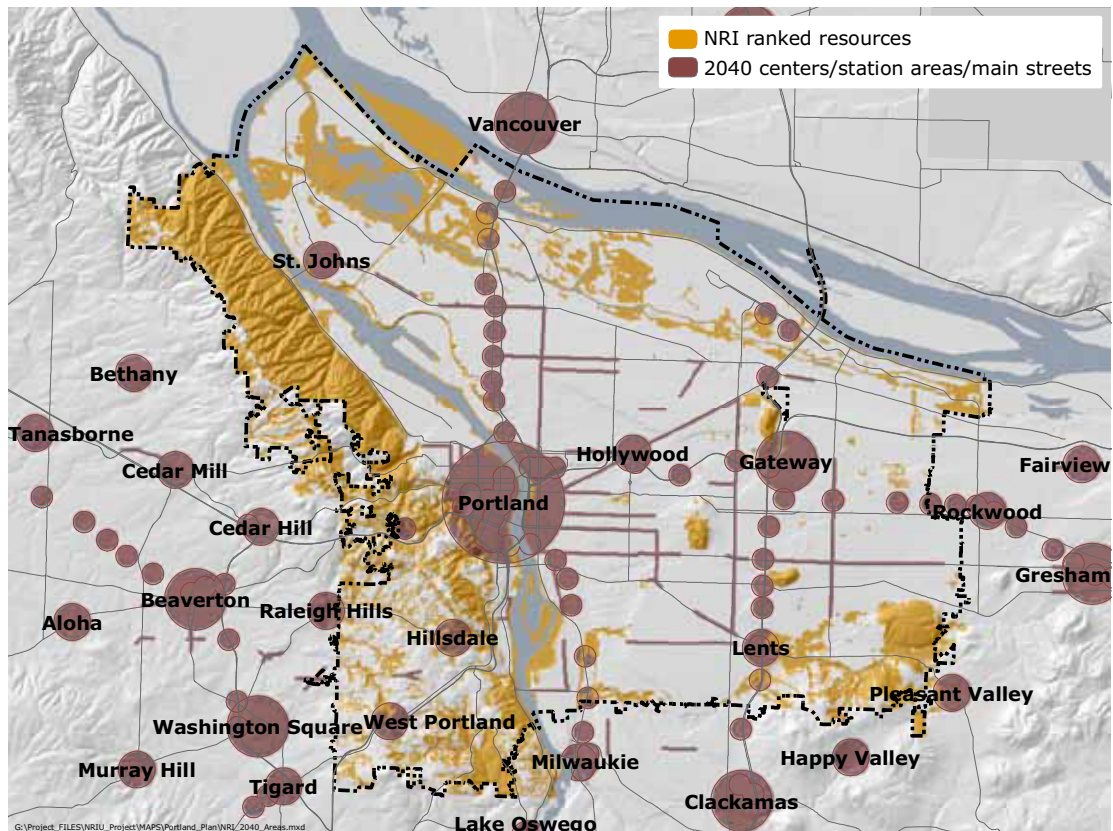 NRI ranked resources
2040 centers/station areas/main streets
Vancouver
St. Johns
Bethany
Tanasborne
Hollywood
Gateway
Fairview
Cedar Mill
Portland
Rockwood
Cedar Hill
Gresham
Beaverton
Raleigh Hills
Aloha
Hillsdale
Lents
Pleasant Valley
Washington Square
West Portland
Murray Hill
Milwaukie
Happy Valley
Tigard
Clackamas
Lake Oswego
G:\Project_FILES\NRIU_Project\MAPS\Portland_Plan\NRI_2040_Areas.mxd